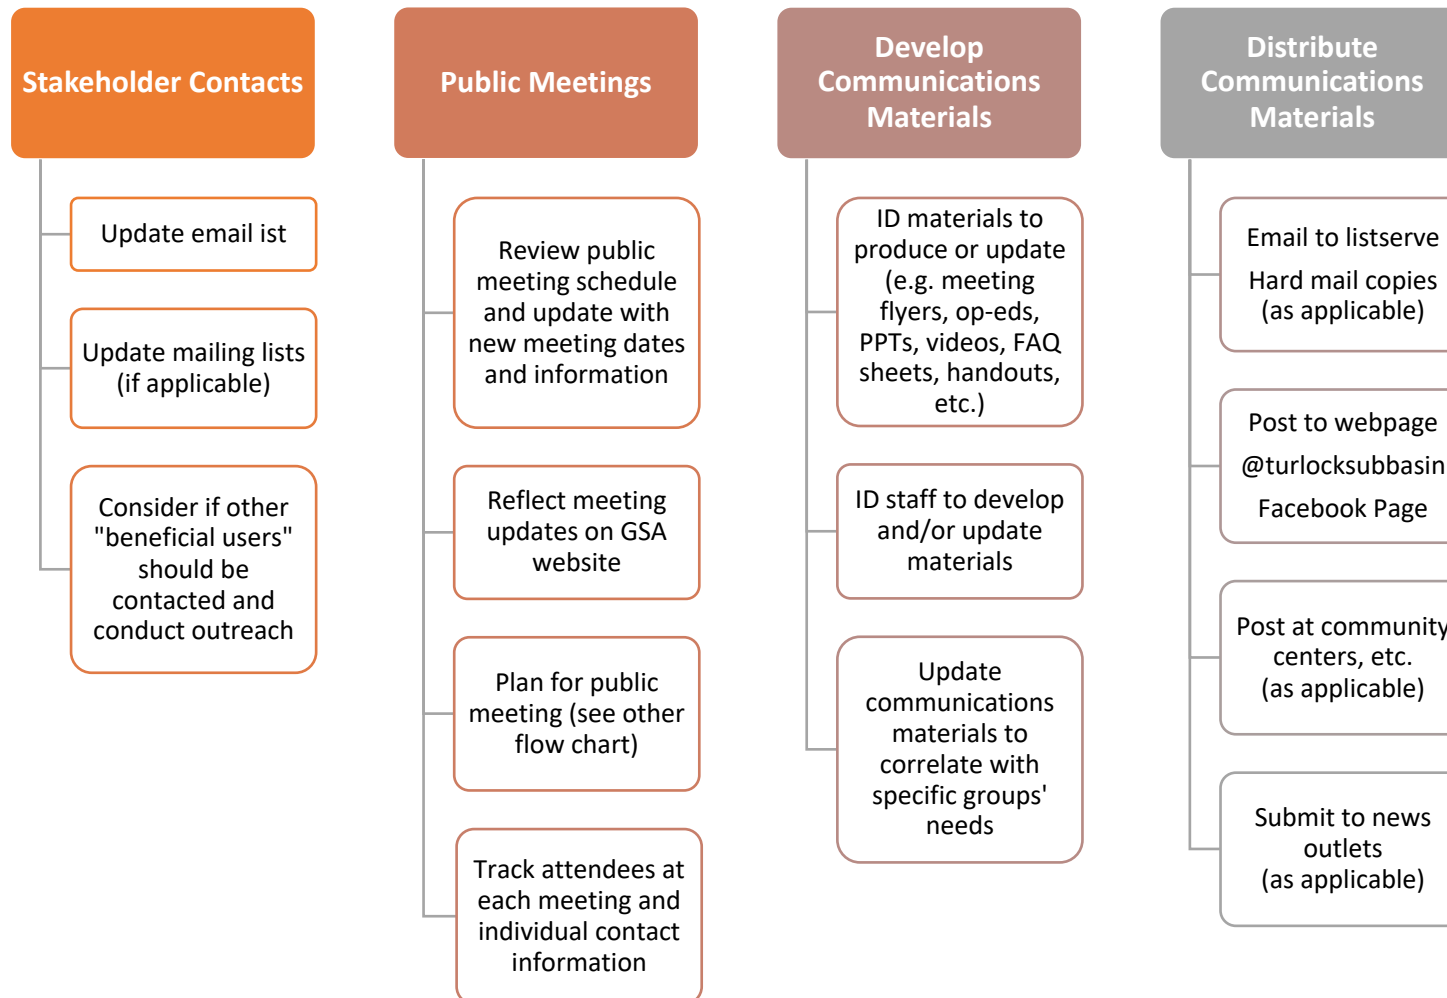 Stakeholder Contacts
Update email ist
Update mailing lists
(if applicable)
Consider if other
"beneficial users"
should be
contacted and
conduct outreach
Public Meetings
Review public
meeting schedule
and update with
new meeting dates
and information
Reflect meeting
updates on GSA
website
Plan for public
meeting (see other
flow chart)
Track attendees at
each meeting and
individual contact
information
Develop
Communications
Materials
ID materials to
produce or update
(e.g. meeting
flyers, op-eds,
PPTs, videos, FAQ
sheets, handouts,
etc.)
ID staff to develop
and/or update
materials
Update
communications
materials to
correlate with
specific groups'
needs
Distribute
Communications
Materials
Email to listserve
Hard mail copies
(as applicable)
Post to webpage
@turlocksubbasin
Facebook Page
Post at community
centers, etc.
(as applicable)
Submit to news
outlets
(as applicable)